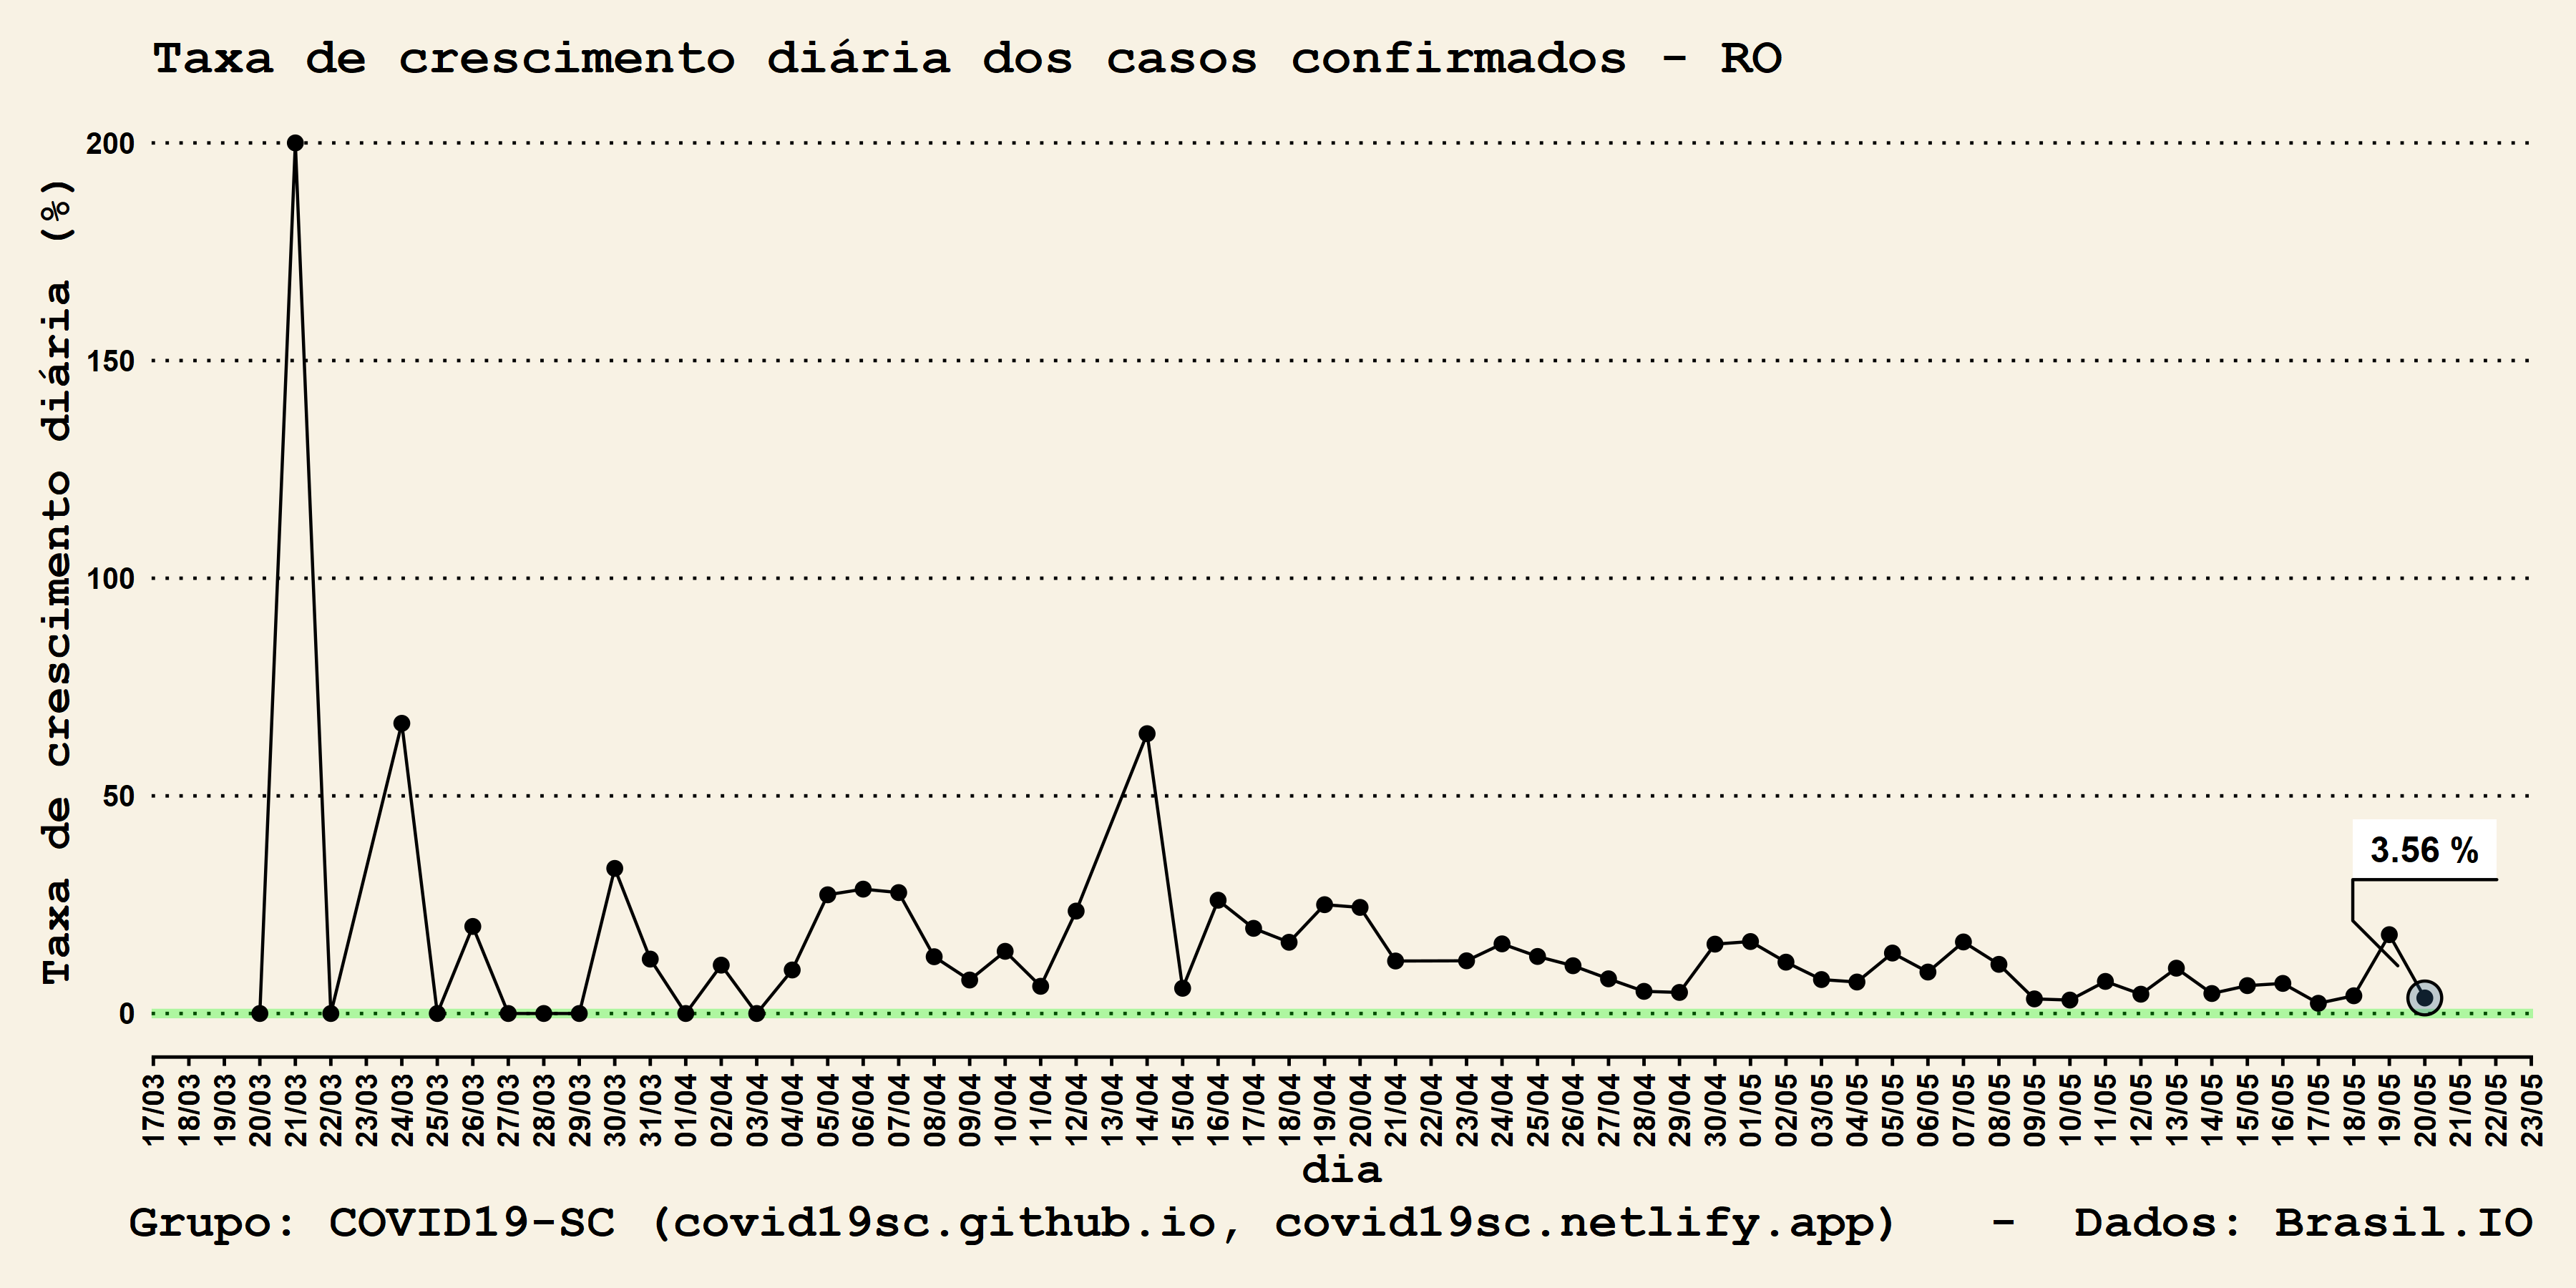 Taxa de crescimento diária dos casos confirmados - RO
Taxa de crescimento diária (%)
200
150
100
50
0
3.56 %
17/03 18/03 19/03 20/03 21/03 22/03 23/03 24/03 25/03 26/03 27/03 28/03 29/03 30/03 31/03 01/04 02/04 03/04 04/04 05/04 06/04 07/04 08/04 09/04 10/04 11/04 12/04 13/04 14/04 15/04 16/04 17/04 18/04 19/04 20/04 21/04 22/04 23/04 24/04 25/04 26/04 27/04 28/04 29/04 30/04 01/05 02/05 03/05 04/05 05/05 06/05 07/05 08/05 09/05 10/05 11/05 12/05 13/05 14/05 15/05 16/05 17/05 18/05 19/05 20/05 21/05 22/05 23/05
dia
Grupo: COVID19-SC (covid19sc.github.io, covid19sc.netlify.app) - Dados: Brasil.IO